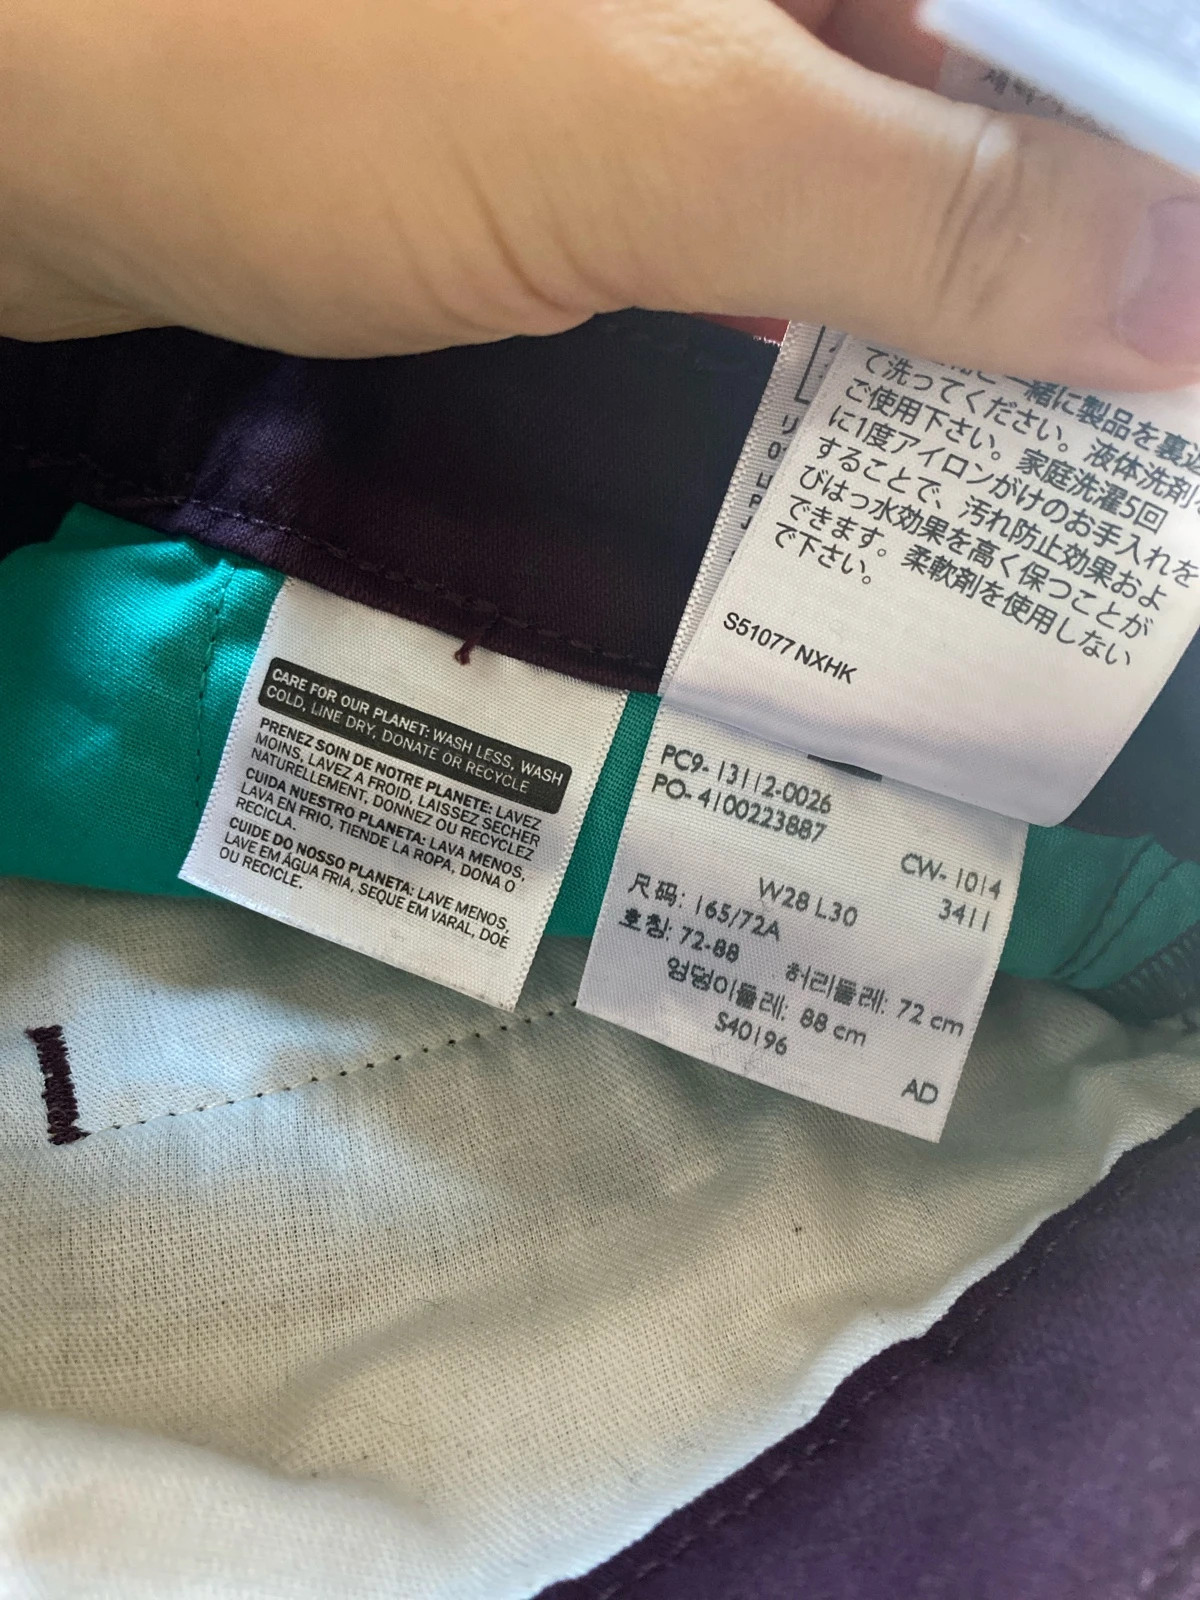 CARE FOR OUR PLANET: WASH LESS, WASH
COLD, LINE DRY, DONATE OR RECYCLE
PRENEZ SOIN DE NOTRE PLANETE: LAVEZ
MOINS, LAVEZ A FROID, LAISSEZ SECHER
NATURELLEMENT, DONNEZ OU RECYCLEZ
CUIDA NUESTRO PLANETA: LAVA MENOS,
LAVA EN FRIO, TIENDE LA ROPA, DONA O
RECICLA.
CUIDE DO NOSSO PLANETA: LAVE MENOS,
LAVE EM ÁGUA FRIA, SEQUE EM VARAL, DOE
OU RECICLE.
一緒に製品を裏返
て洗ってください。液体洗剤を
ご使用下さい。家庭洗濯5回
に1度アイロンがけのお手入れを
することで、汚れ防止効果およ
びはっ水効果を高く保つことが
できます。柔軟剤を使用しない
で下さい。
S51077 NXHK
PC9-13112-0026
PO-4100223887
CW-1014
W28 L30 3411
尺码: 165/72A
호칭: 72-88 허리둘레: 72 cm
엉덩이둘레: 88 cm
S40196
AD